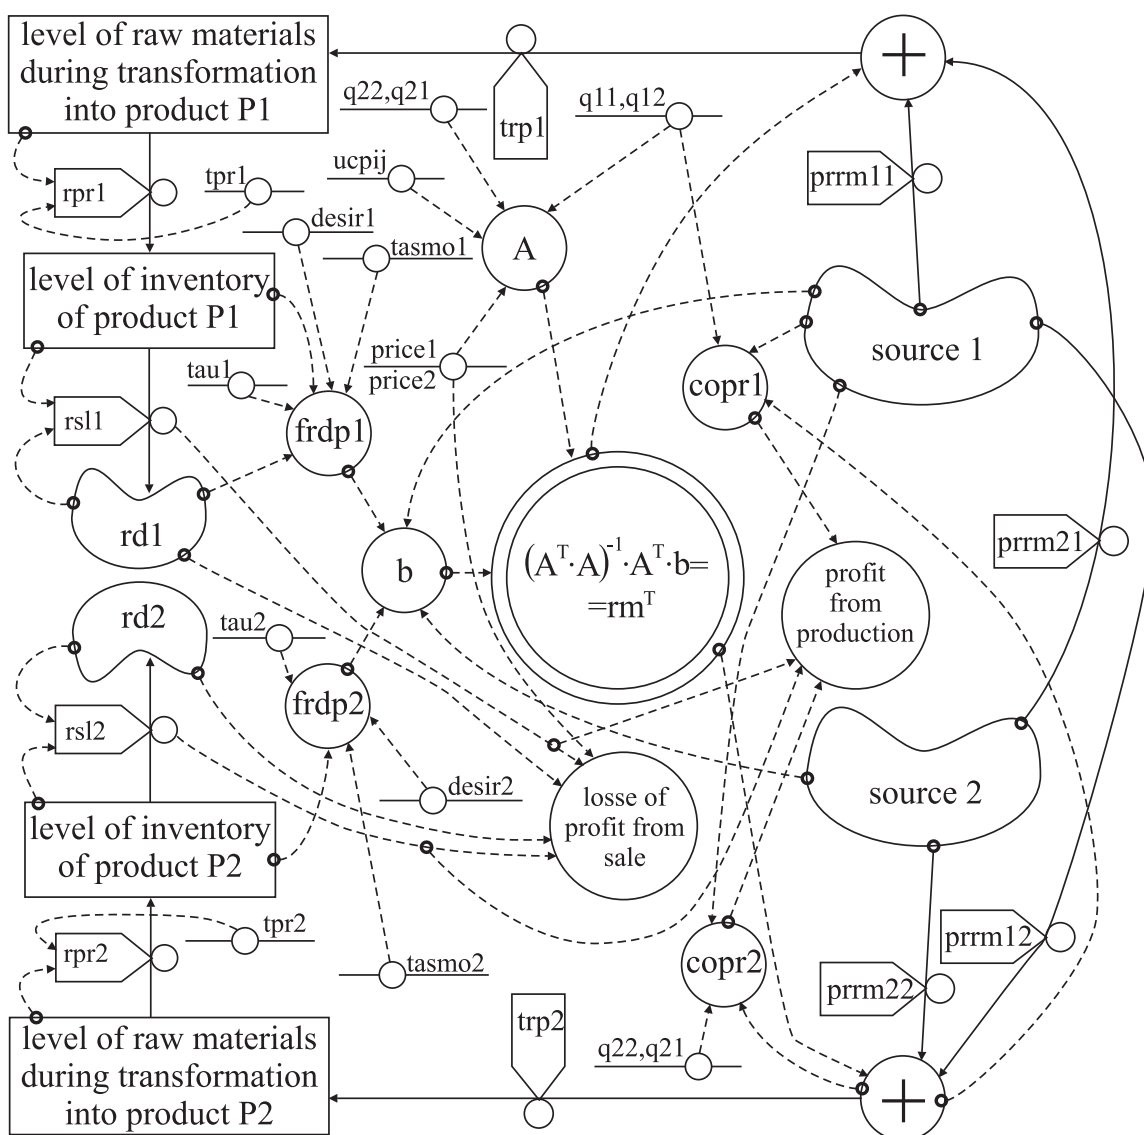 level of raw materials
during transformation
into product P1
trp1
+
q22,q21
q11,q12
ucpij
prrm11
rpr1
tpr1
desir1
tasmo1
A
level of inventory
of product P1
price1
price2
source 1
tau1
copr1
rsl1
frdp1
rd1
prrm21
b
(Aᵀ·A)⁻¹·Aᵀ·b=
=rmᵀ
profit
from
production
rd2
tau2
frdp2
rsl2
desir2
source 2
losse of
profit from
sale
level of inventory
of product P2
tpr2
rpr2
tasmo2
copr2
prrm12
prrm22
level of raw materials
during transformation
into product P2
trp2
q22,q21
+